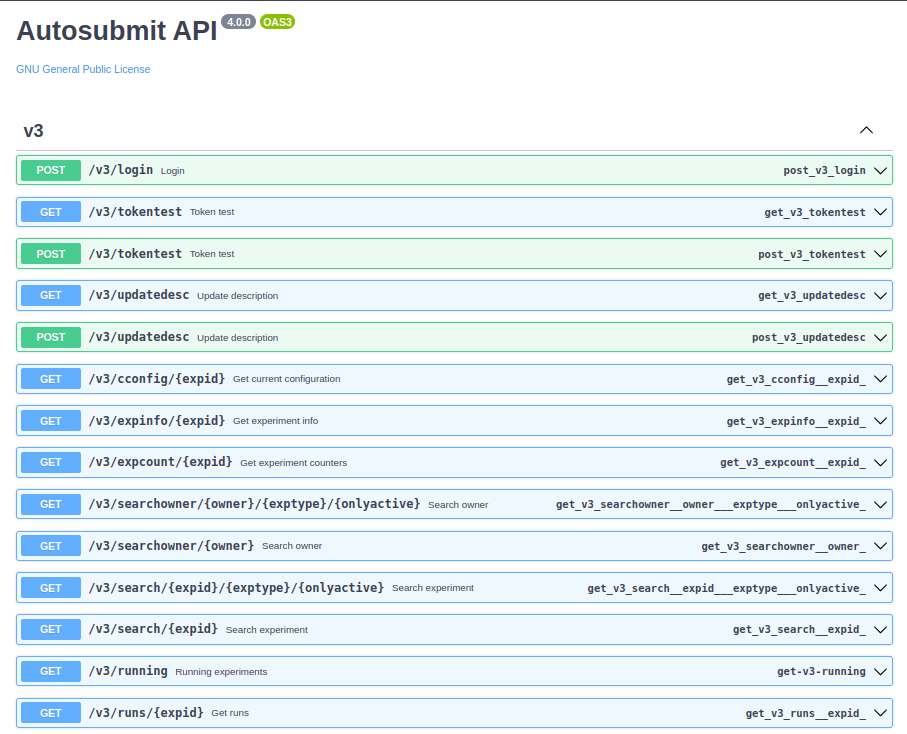 Autosubmit API 4.0.0 OAS3
GNU General Public License
v3
POST /v3/login Login post_v3_login
GET /v3/tokentest Token test get_v3_tokentest
POST /v3/tokentest Token test post_v3_tokentest
GET /v3/updatedesc Update description get_v3_updatedesc
POST /v3/updatedesc Update description post_v3_updatedesc
GET /v3/cconfig/{expid} Get current configuration get_v3_cconfig__expid_
GET /v3/expinfo/{expid} Get experiment info get_v3_expinfo__expid_
GET /v3/expcount/{expid} Get experiment counters get_v3_expcount__expid_
GET /v3/searchowner/{owner}/{exptype}/{onlyactive} Search owner get_v3_searchowner__owner___exptype___onlyactive_
GET /v3/searchowner/{owner} Search owner get_v3_searchowner__owner_
GET /v3/search/{expid}/{exptype}/{onlyactive} Search experiment get_v3_search__expid___exptype___onlyactive_
GET /v3/search/{expid} Search experiment get_v3_search__expid_
GET /v3/running Running experiments get-v3-running
GET /v3/runs/{expid} Get runs get_v3_runs__expid_